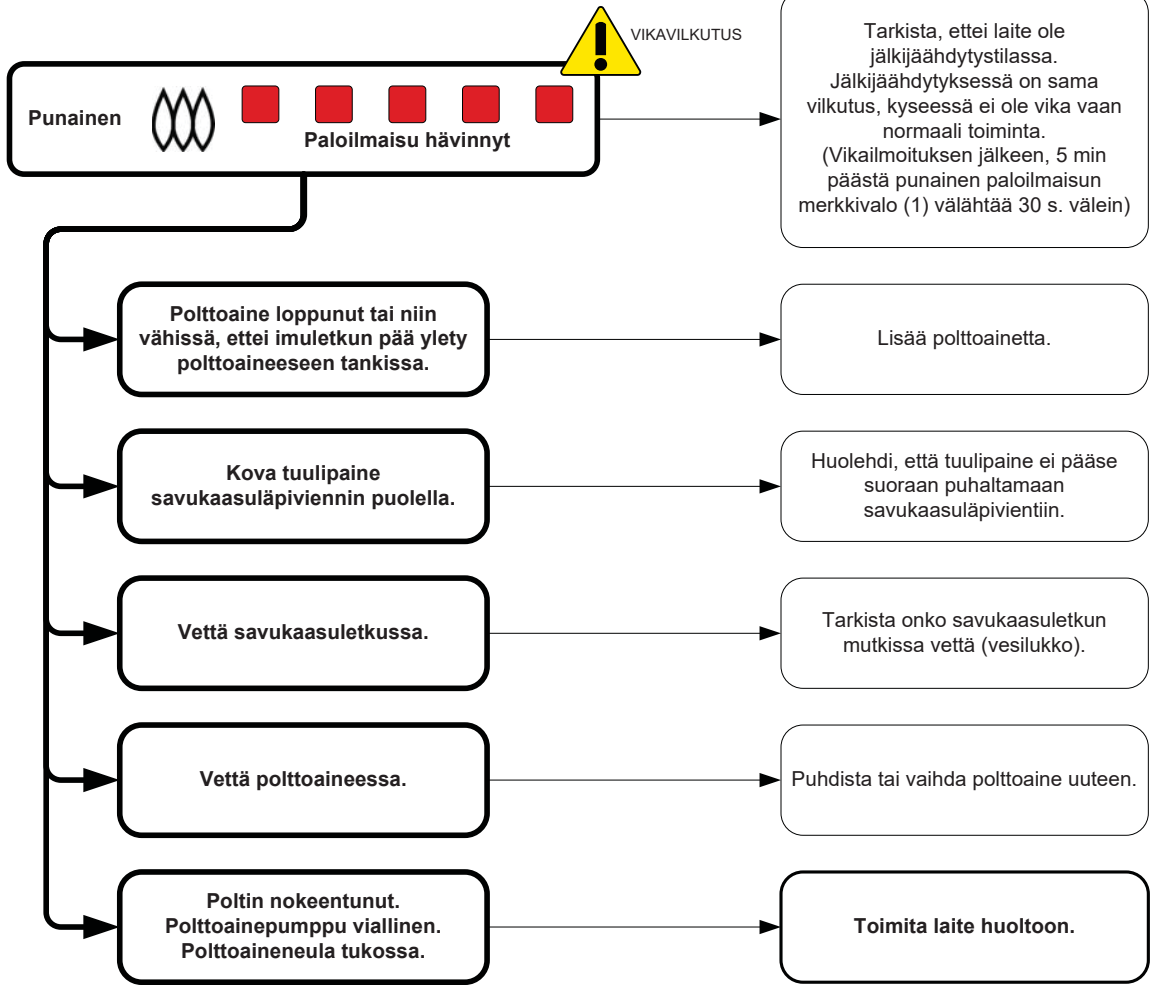 VIKAVILKUTUS
Punainen
Paloilmaisu hävinnyt
Tarkista, ettei laite ole
jälkijäähdytystilassa.
Jälkijäähdytyksessä on sama
vilkutus, kyseessä ei ole vika vaan
normaali toiminta.
(Vikailmoituksen jälkeen, 5 min
päästä punainen paloilmaisun
merkkivalo (1) välähtää 30 s. välein)
Polttoaine loppunut tai niin
vähissä, ettei imuletkun pää ylety
polttoaineeseen tankissa.
Lisää polttoainetta.
Kova tuulipaine
savukaasuläpiviennin puolella.
Huolehdi, että tuulipaine ei pääse
suoraan puhaltamaan
savukaasuläpivientiin.
Vettä savukaasuletkussa.
Tarkista onko savukaasuletkun
mutkissa vettä (vesilukko).
Vettä polttoaineessa.
Puhdista tai vaihda polttoaine uuteen.
Poltin nokeentunut.
Polttoainepumppu viallinen.
Polttoaineneula tukossa.
Toimita laite huoltoon.